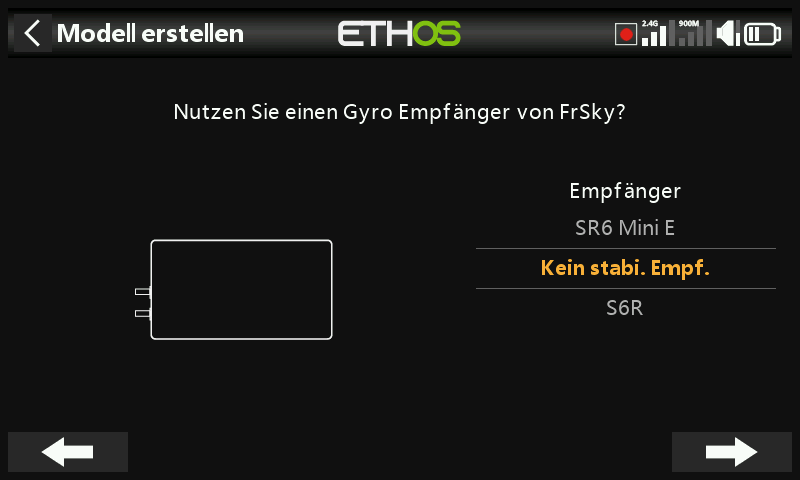 Modell erstellen
ETHOS
2.4G
900M
Nutzen Sie einen Gyro Empfänger von FrSky?
Empfänger
SR6 Mini E
Kein stabi. Empf.
S6R